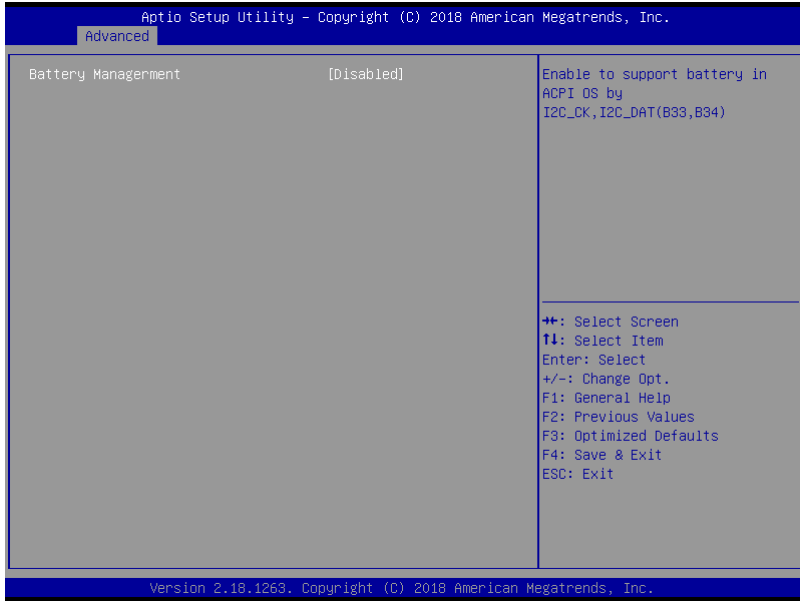 Aptio Setup Utility – Copyright (C) 2018 American Megatrends, Inc.
Advanced
Battery Managerment [Disabled]
Enable to support battery in
ACPI OS by
I2C_CK,I2C_DAT(B33,B34)
→←: Select Screen
↑↓: Select Item
Enter: Select
+/-: Change Opt.
F1: General Help
F2: Previous Values
F3: Optimized Defaults
F4: Save & Exit
ESC: Exit
Version 2.18.1263. Copyright (C) 2018 American Megatrends, Inc.